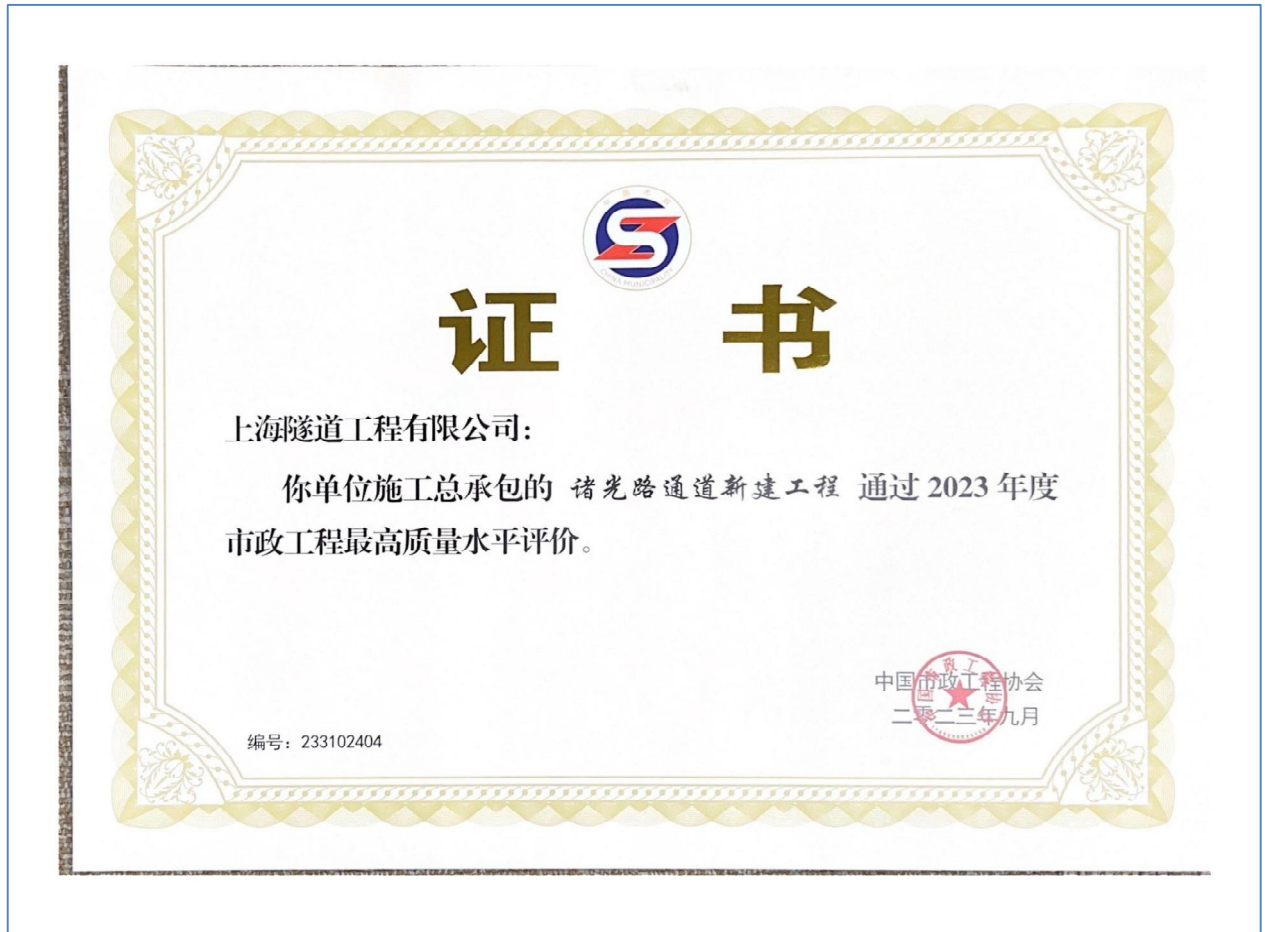 CHINA MUNICIPALITY
证 书
上海隧道工程有限公司：
你单位施工总承包的 诸光路通道新建工程 通过 2023 年度
市政工程最高质量水平评价。
中国市政工程协会
二零二三年九月
编号：233102404